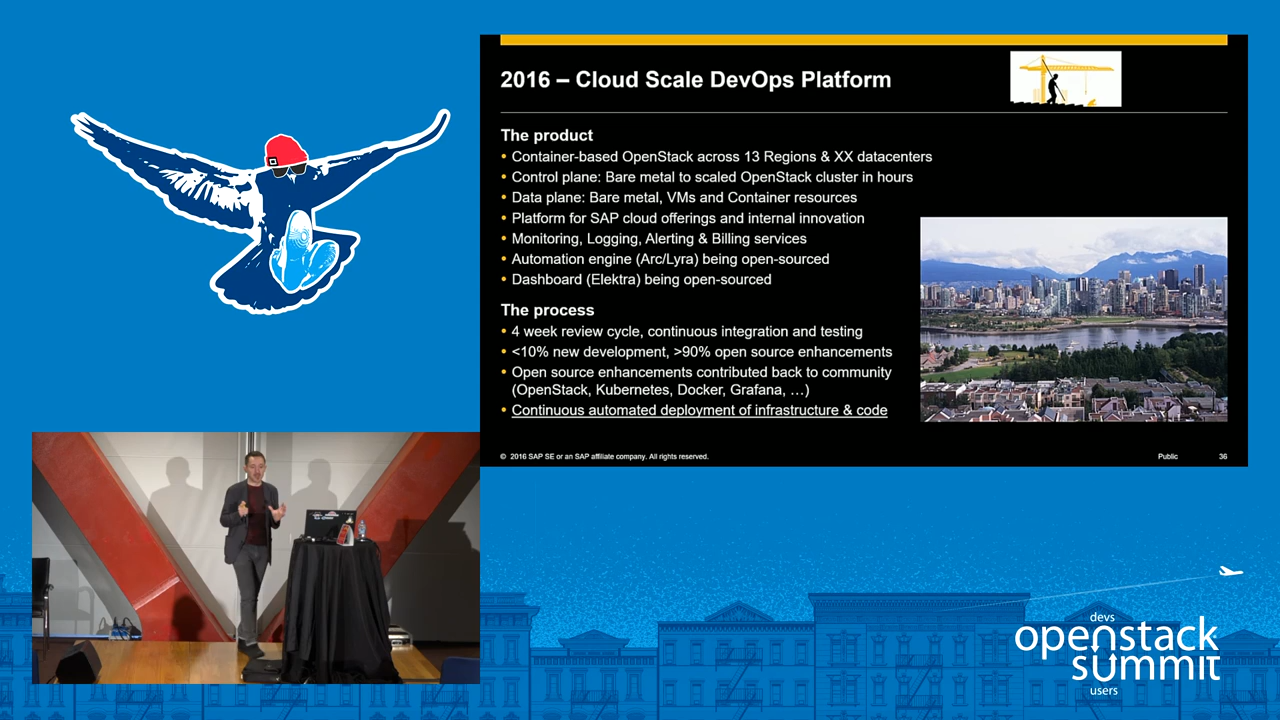 2016 – Cloud Scale DevOps Platform
The product
• Container-based OpenStack across 13 Regions & XX datacenters
• Control plane: Bare metal to scaled OpenStack cluster in hours
• Data plane: Bare metal, VMs and Container resources
• Platform for SAP cloud offerings and internal innovation
• Monitoring, Logging, Alerting & Billing services
• Automation engine (Arc/Lyra) being open-sourced
• Dashboard (Elektra) being open-sourced
The process
• 4 week review cycle, continuous integration and testing
• <10% new development, >90% open source enhancements
• Open source enhancements contributed back to community
(OpenStack, Kubernetes, Docker, Grafana, …)
• Continuous automated deployment of infrastructure & code
© 2016 SAP SE or an SAP affiliate company. All rights reserved.
Public
36
devs
openstack
summit
users